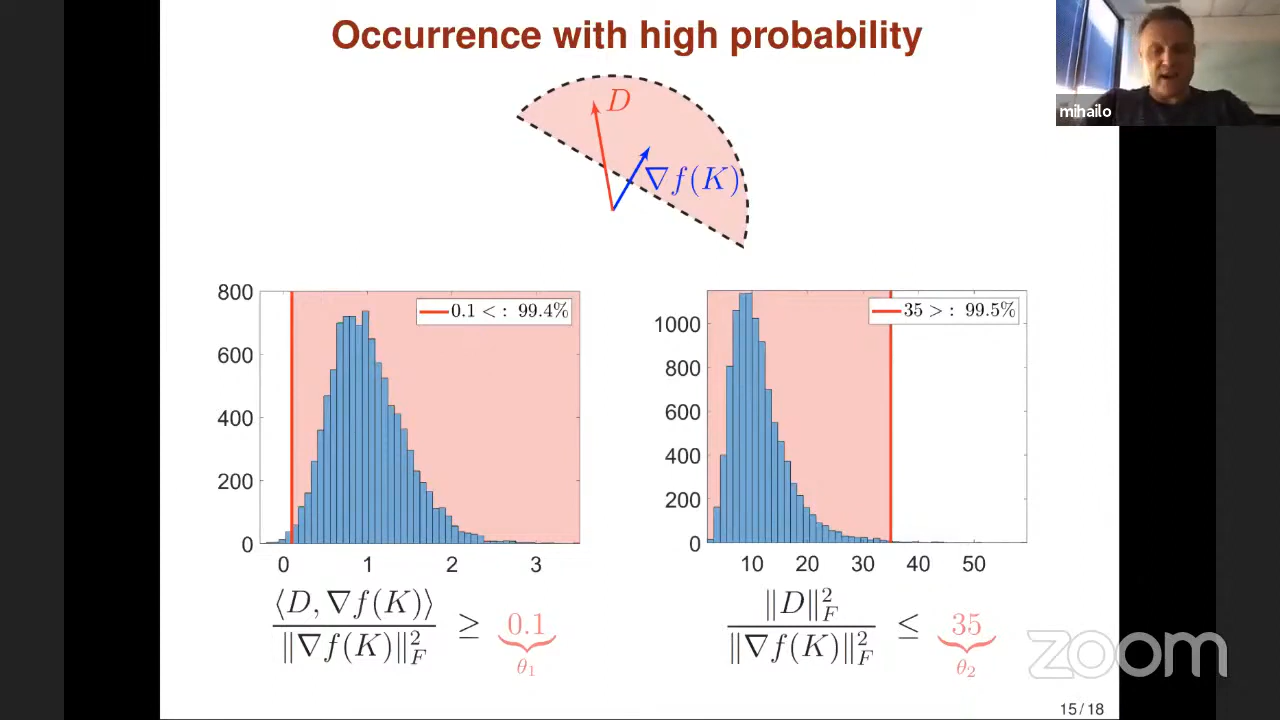 Occurrence with high probability
mihailo
D
∇f(K)
800
600
400
200
0
0 1 2 3
0.1 < : 99.4%
1000
800
600
400
200
0
10 20 30 40 50
35 > : 99.5%
⟨D, ∇f(K)⟩ / ‖∇f(K)‖²_F ≥ 0.1
θ₁
‖D‖²_F / ‖∇f(K)‖²_F ≤ 35
θ₂
zoom
15 / 18